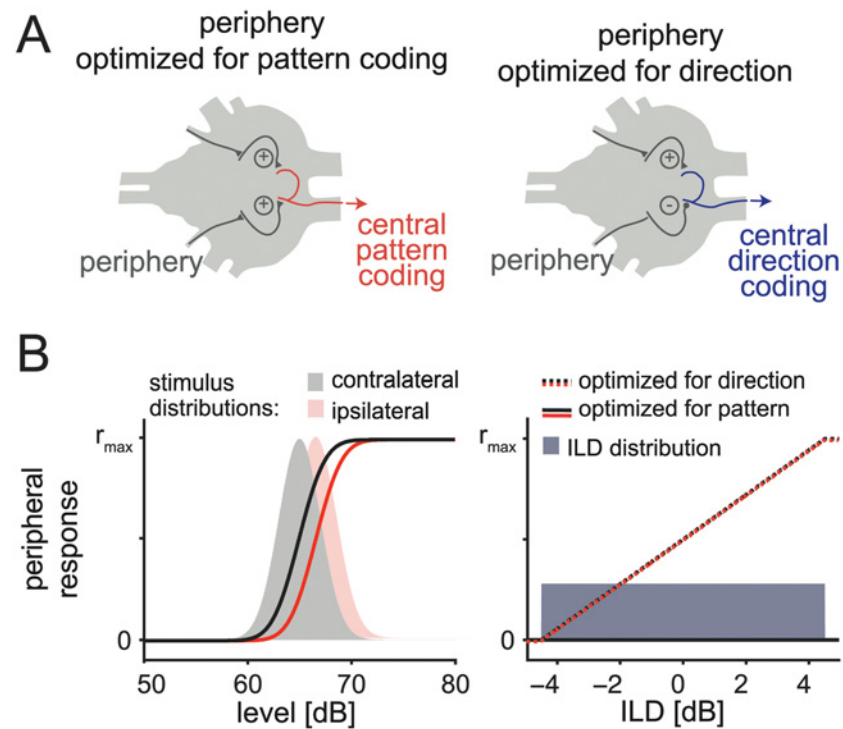 A
periphery
optimized for pattern coding
+
+
periphery
central
pattern
coding
periphery
optimized for direction
+
-
periphery
central
direction
coding
B
stimulus
distributions:
contralateral
ipsilateral
r_max
0
peripheral
response
50 60 70 80
level [dB]
optimized for direction
optimized for pattern
ILD distribution
r_max
0
−4 −2 0 2 4
ILD [dB]